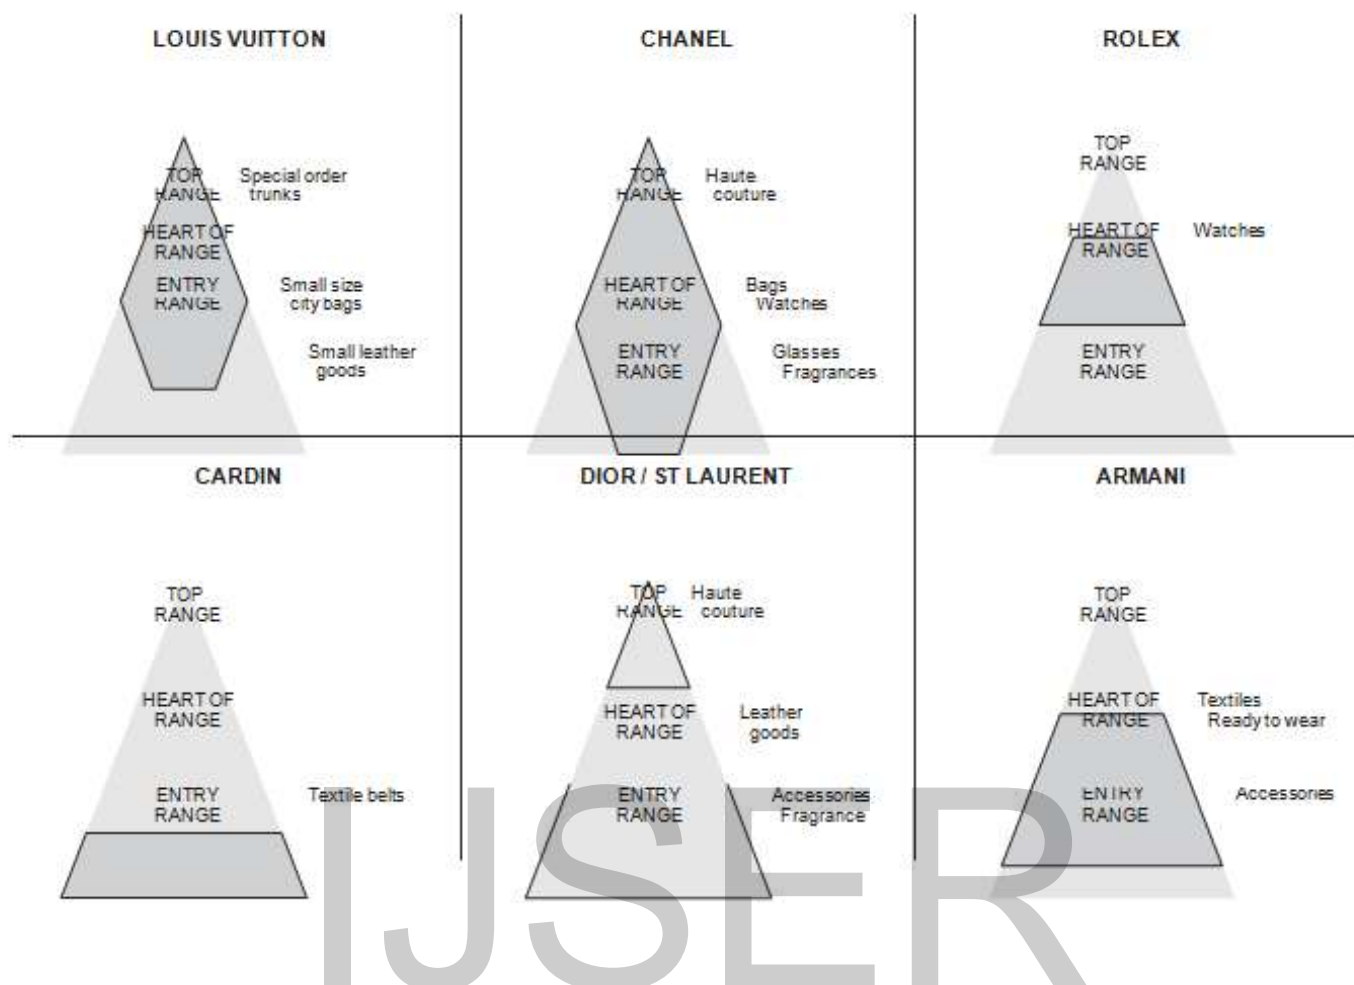 LOUIS VUITTON
TOP
RANGE
Special order
trunks
HEART OF
RANGE
ENTRY
RANGE
Small size
city bags
Small leather
goods
CHANEL
TOP
RANGE
Haute
couture
HEART OF
RANGE
Bags
Watches
ENTRY
RANGE
Glasses
Fragrances
ROLEX
TOP
RANGE
HEART OF
RANGE
Watches
ENTRY
RANGE
CARDIN
TOP
RANGE
HEART OF
RANGE
ENTRY
RANGE
Textile belts
DIOR / ST LAURENT
TOP
RANGE
Haute
couture
HEART OF
RANGE
Leather
goods
ENTRY
RANGE
Accessories
Fragrance
ARMANI
TOP
RANGE
HEART OF
RANGE
Textiles
Ready to wear
ENTRY
RANGE
Accessories
IJSER